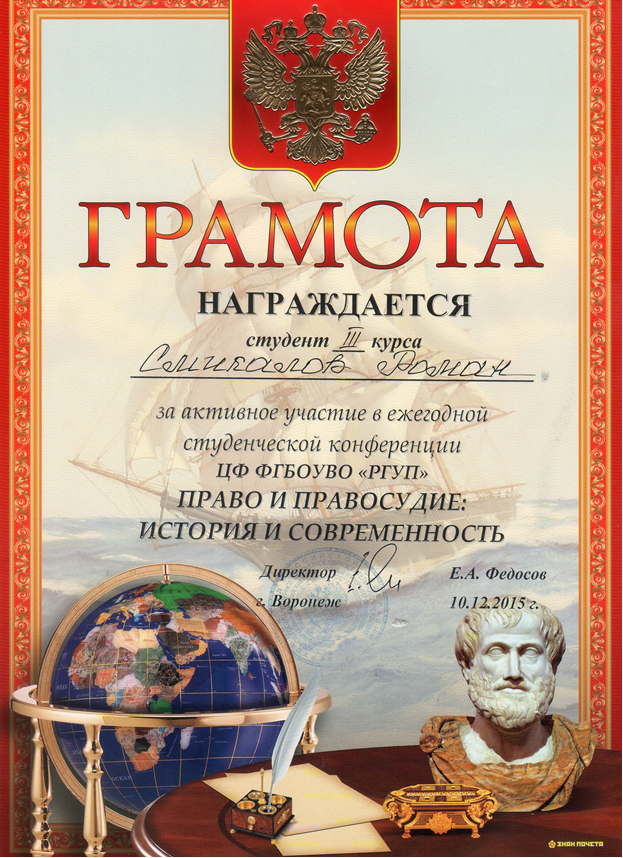 ГРАМОТА
НАГРАЖДАЕТСЯ
студент III курса
Роман
за активное участие в ежегодной
студенческой конференции
ЦФ ФГБОУВО «РГУП»
ПРАВО И ПРАВОСУДИЕ:
ИСТОРИЯ И СОВРЕМЕННОСТЬ
Директор Е.А. Федосов
г. Воронеж 10.12.2015 г.
ЗНАК ПОЧЕТА